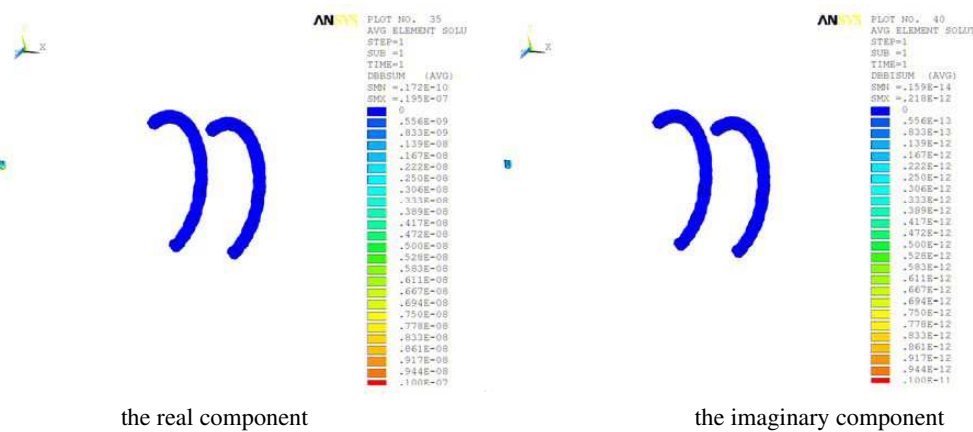 ANSYS
PLOT NO. 35
AVG ELEMENT SOLU
STEP=1
SUB =1
TIME=1
DBBSUM (AVG)
SMN =.172E-10
SMX =.195E-07
0
.556E-09
.833E-09
.139E-08
.167E-08
.222E-08
.250E-08
.306E-08
.333E-08
.389E-08
.417E-08
.472E-08
.500E-08
.528E-08
.583E-08
.611E-08
.667E-08
.694E-08
.750E-08
.778E-08
.833E-08
.861E-08
.917E-08
.944E-08
.100E-07
X
the real component
ANSYS
PLOT NO. 40
AVG ELEMENT SOLUT
STEP=1
SUB =1
TIME=1
DBBISUM (AVG)
SMN =.159E-14
SMX =.218E-12
0
.556E-13
.833E-13
.139E-12
.167E-12
.222E-12
.250E-12
.306E-12
.333E-12
.389E-12
.417E-12
.472E-12
.500E-12
.528E-12
.583E-12
.611E-12
.667E-12
.694E-12
.750E-12
.778E-12
.833E-12
.861E-12
.917E-12
.944E-12
.100E-11
X
the imaginary component